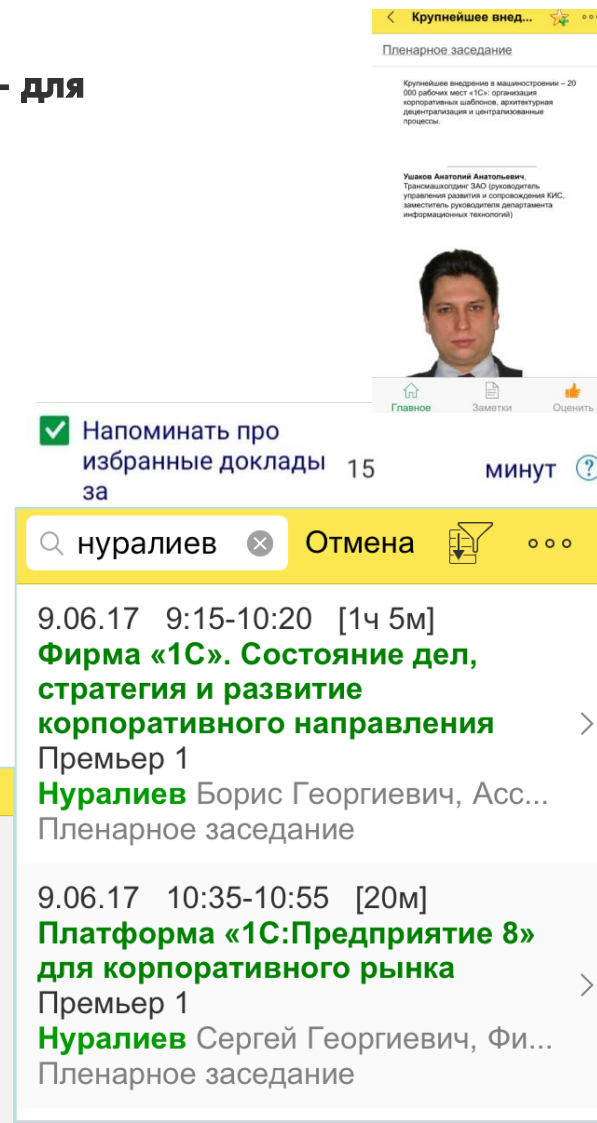 - для
Крупнейшее внед...
Пленарное заседание
Крупнейшее внедрение в машиностроении – 20
000 рабочих мест «1С»: организация
корпоративных шаблонов, архитектурная
децентрализация и централизованные
процессы.
Ушаков Анатолий Анатольевич,
Трансмашхолдинг ЗАО (руководитель
управления развития и сопровождения КИС,
заместитель руководителя департамента
информационных технологий)
Главное Заметки Оценить
Напоминать про
избранные доклады 15 минут ?
за
нуралиев Отмена
9.06.17 9:15-10:20 [1ч 5м]
Фирма «1С». Состояние дел,
стратегия и развитие
корпоративного направления
Премьер 1
Нуралиев Борис Георгиевич, Асс...
Пленарное заседание
9.06.17 10:35-10:55 [20м]
Платформа «1С:Предприятие 8»
для корпоративного рынка
Премьер 1
Нуралиев Сергей Георгиевич, Фи...
Пленарное заседание